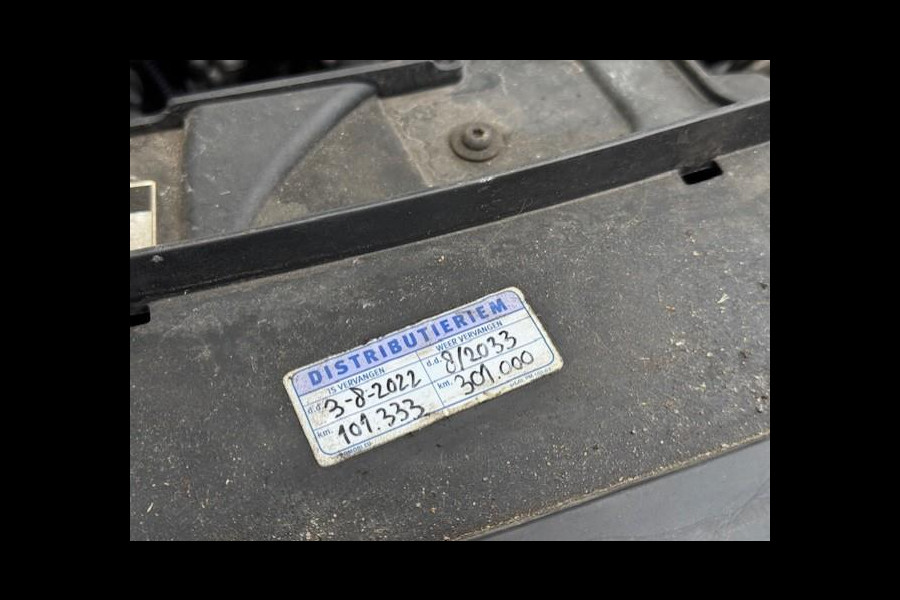 DISTRIBUTIERIEM
IS VERVANGEN
d.d. 3-8-2022
km. 101.333
WEER VERVANGEN
d.d. 8/2033
km. 301.000